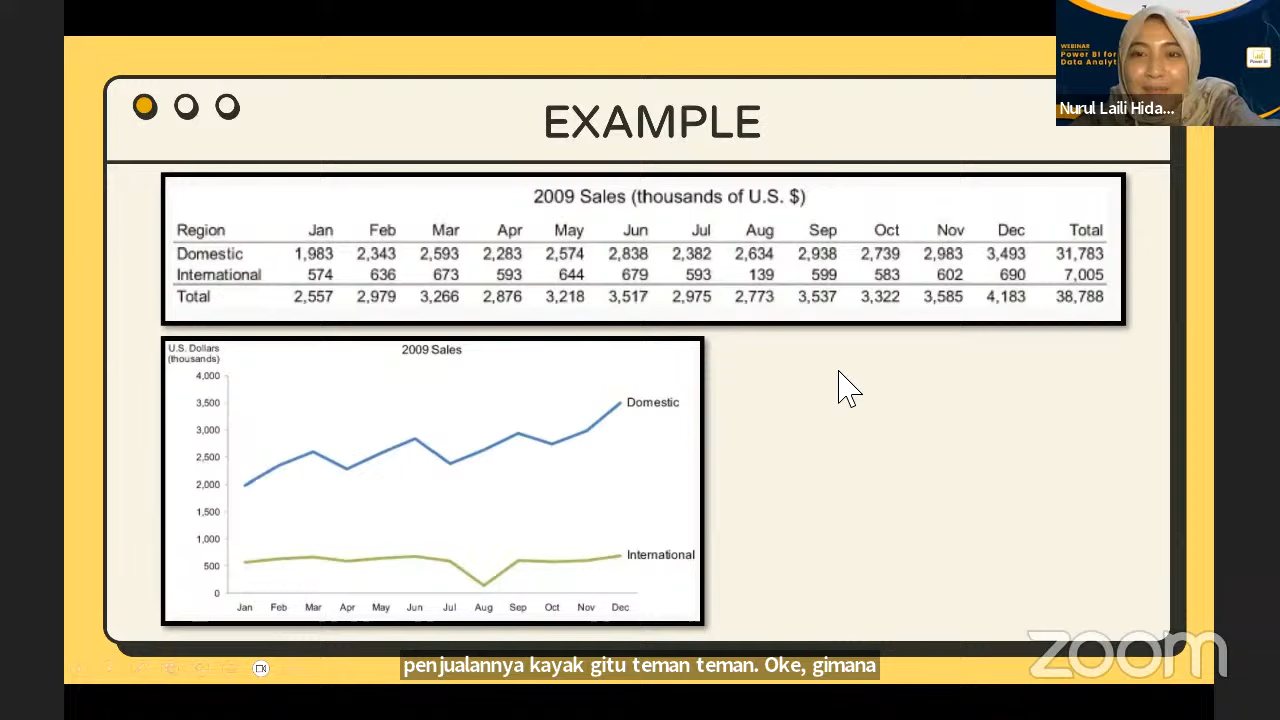 WEBINAR
Power BI for
Data Analyt
Power BI
Nurul Laili Hida...
EXAMPLE
2009 Sales (thousands of U.S. $)
Region Jan Feb Mar Apr May Jun Jul Aug Sep Oct Nov Dec Total
Domestic 1,983 2,343 2,593 2,283 2,574 2,838 2,382 2,634 2,938 2,739 2,983 3,493 31,783
International 574 636 673 593 644 679 593 139 599 583 602 690 7,005
Total 2,557 2,979 3,266 2,876 3,218 3,517 2,975 2,773 3,537 3,322 3,585 4,183 38,788
U.S. Dollars
(thousands)
2009 Sales
4,000
3,500
Domestic
3,000
2,500
2,000
1,500
1,000
International
500
0
Jan Feb Mar Apr May Jun Jul Aug Sep Oct Nov Dec
zoom
penjualannya kayak gitu teman teman. Oke, gimana